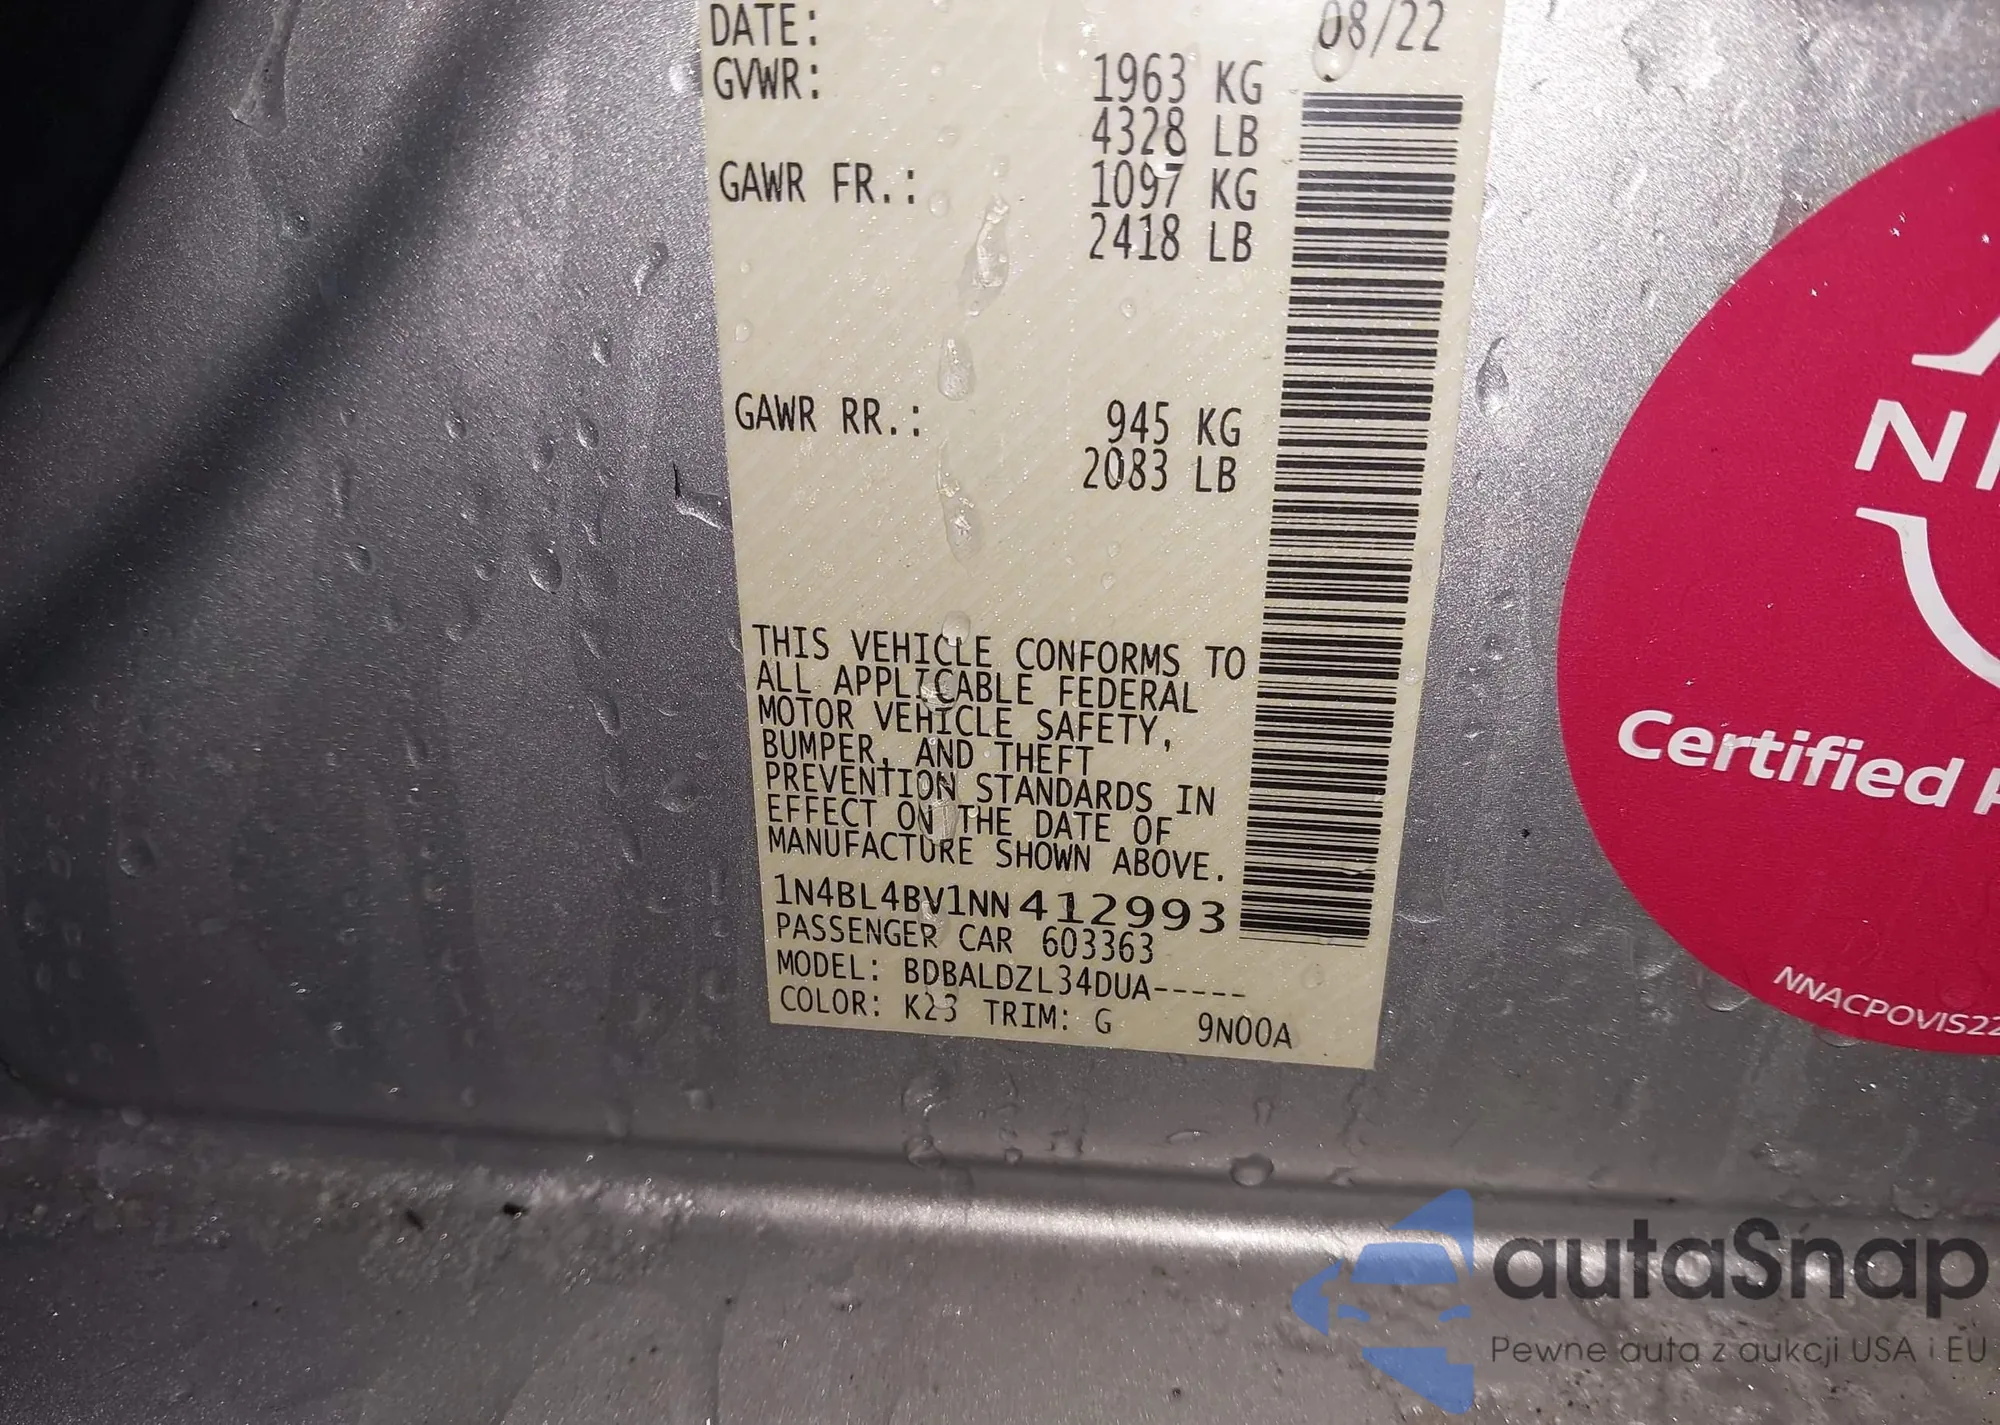 DATE: 08/22
GVWR: 1963 KG
4328 LB
GAWR FR.: 1097 KG
2418 LB
GAWR RR.: 945 KG
2083 LB
THIS VEHICLE CONFORMS TO
ALL APPLICABLE FEDERAL
MOTOR VEHICLE SAFETY,
BUMPER, AND THEFT
PREVENTION STANDARDS IN
EFFECT ON THE DATE OF
MANUFACTURE SHOWN ABOVE.
1N4BL4BV1NN412993
PASSENGER CAR 603363
MODEL: BDBALDZL34DUA-----
COLOR: K23 TRIM: G 9N00A
NI
Certified
NNACPOVIS22
autaSnap
Pewne auta z aukcji USA i EU